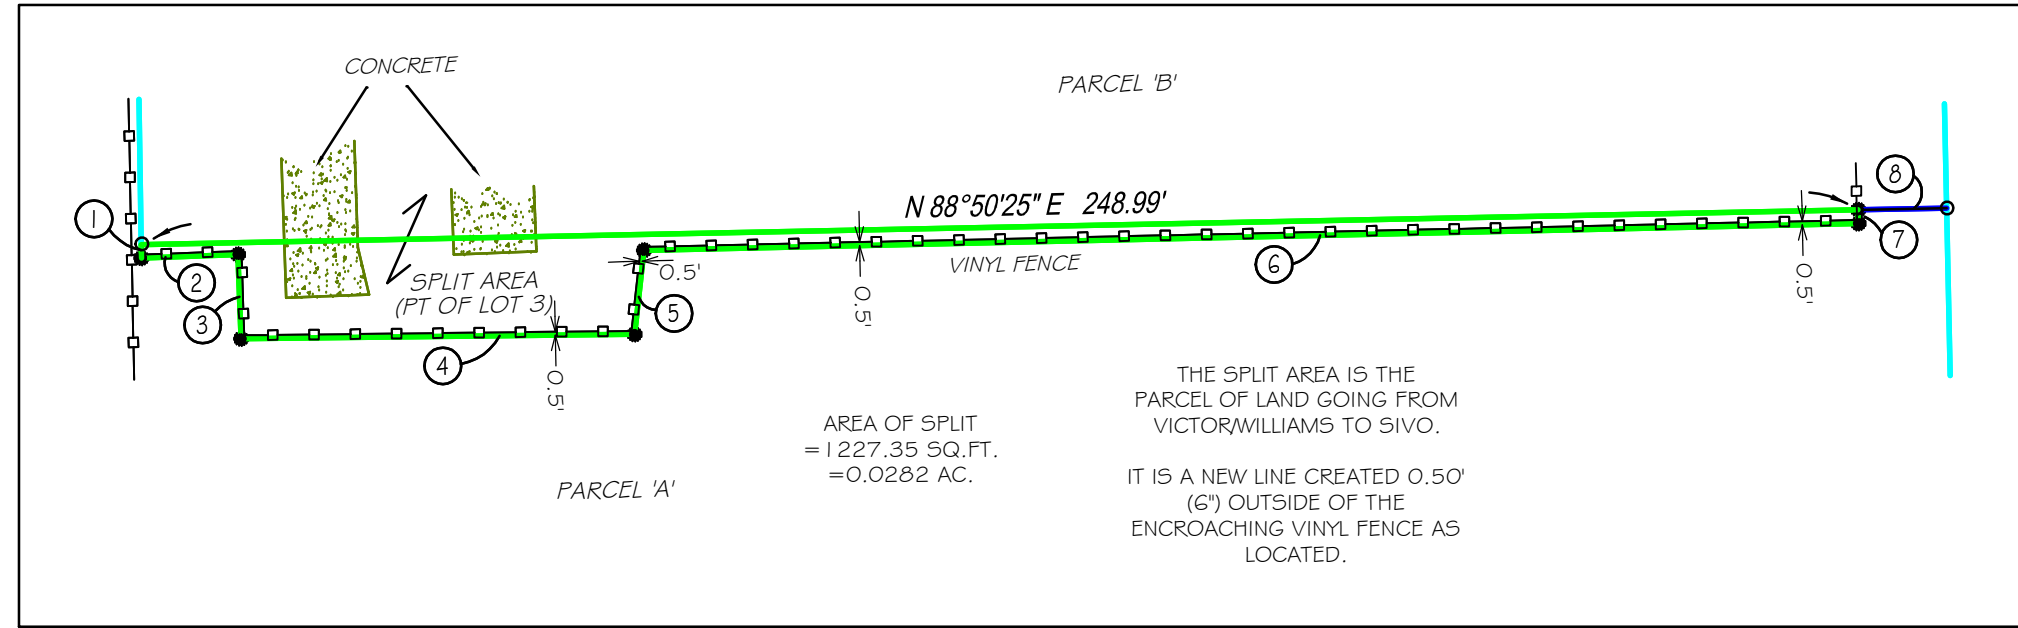 CONCRETE
PARCEL 'B'
N 88°50'25" E 248.99'
1
2
3
4
5
6
7
8
SPLIT AREA
(PT OF LOT 3)
0.5'
VINYL FENCE
0.5'
0.5'
0.5'
AREA OF SPLIT
=1227.35 SQ.FT.
=0.0282 AC.
PARCEL 'A'
THE SPLIT AREA IS THE
PARCEL OF LAND GOING FROM
VICTOR/WILLIAMS TO SIVO.
IT IS A NEW LINE CREATED 0.50'
(6") OUTSIDE OF THE
ENCROACHING VINYL FENCE AS
LOCATED.